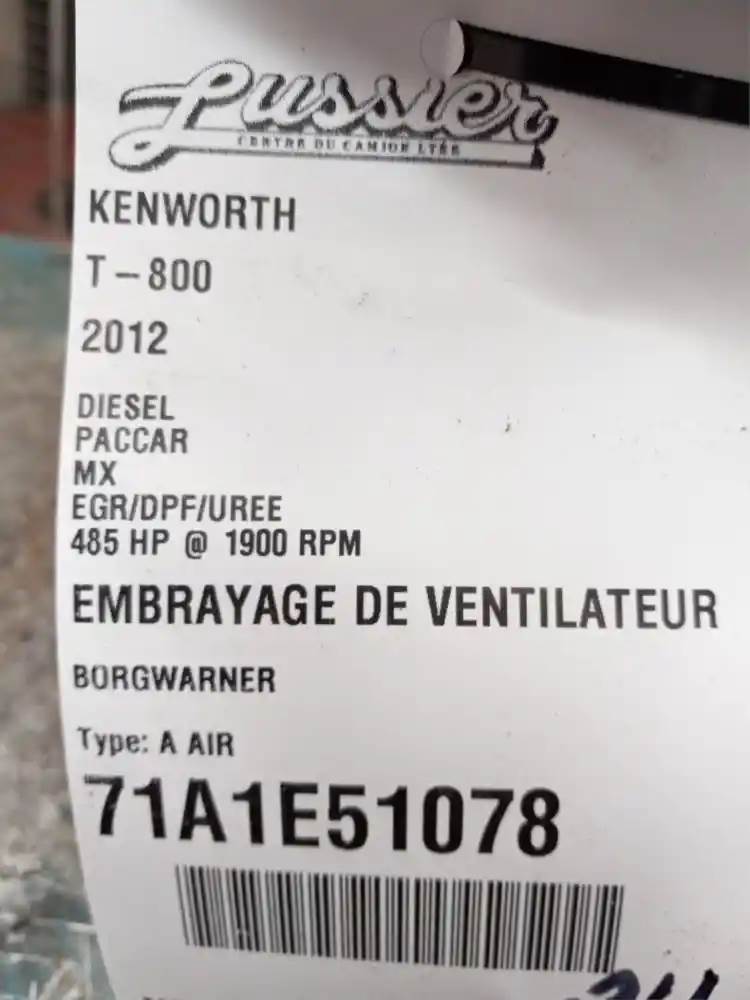 Lussier
CENTRE DU CAMION LTÉE
KENWORTH
T-800
2012
DIESEL
PACCAR
MX
EGR/DPF/UREE
485 HP @ 1900 RPM
EMBRAYAGE DE VENTILATEUR
BORGWARNER
Type: A AIR
71A1E51078